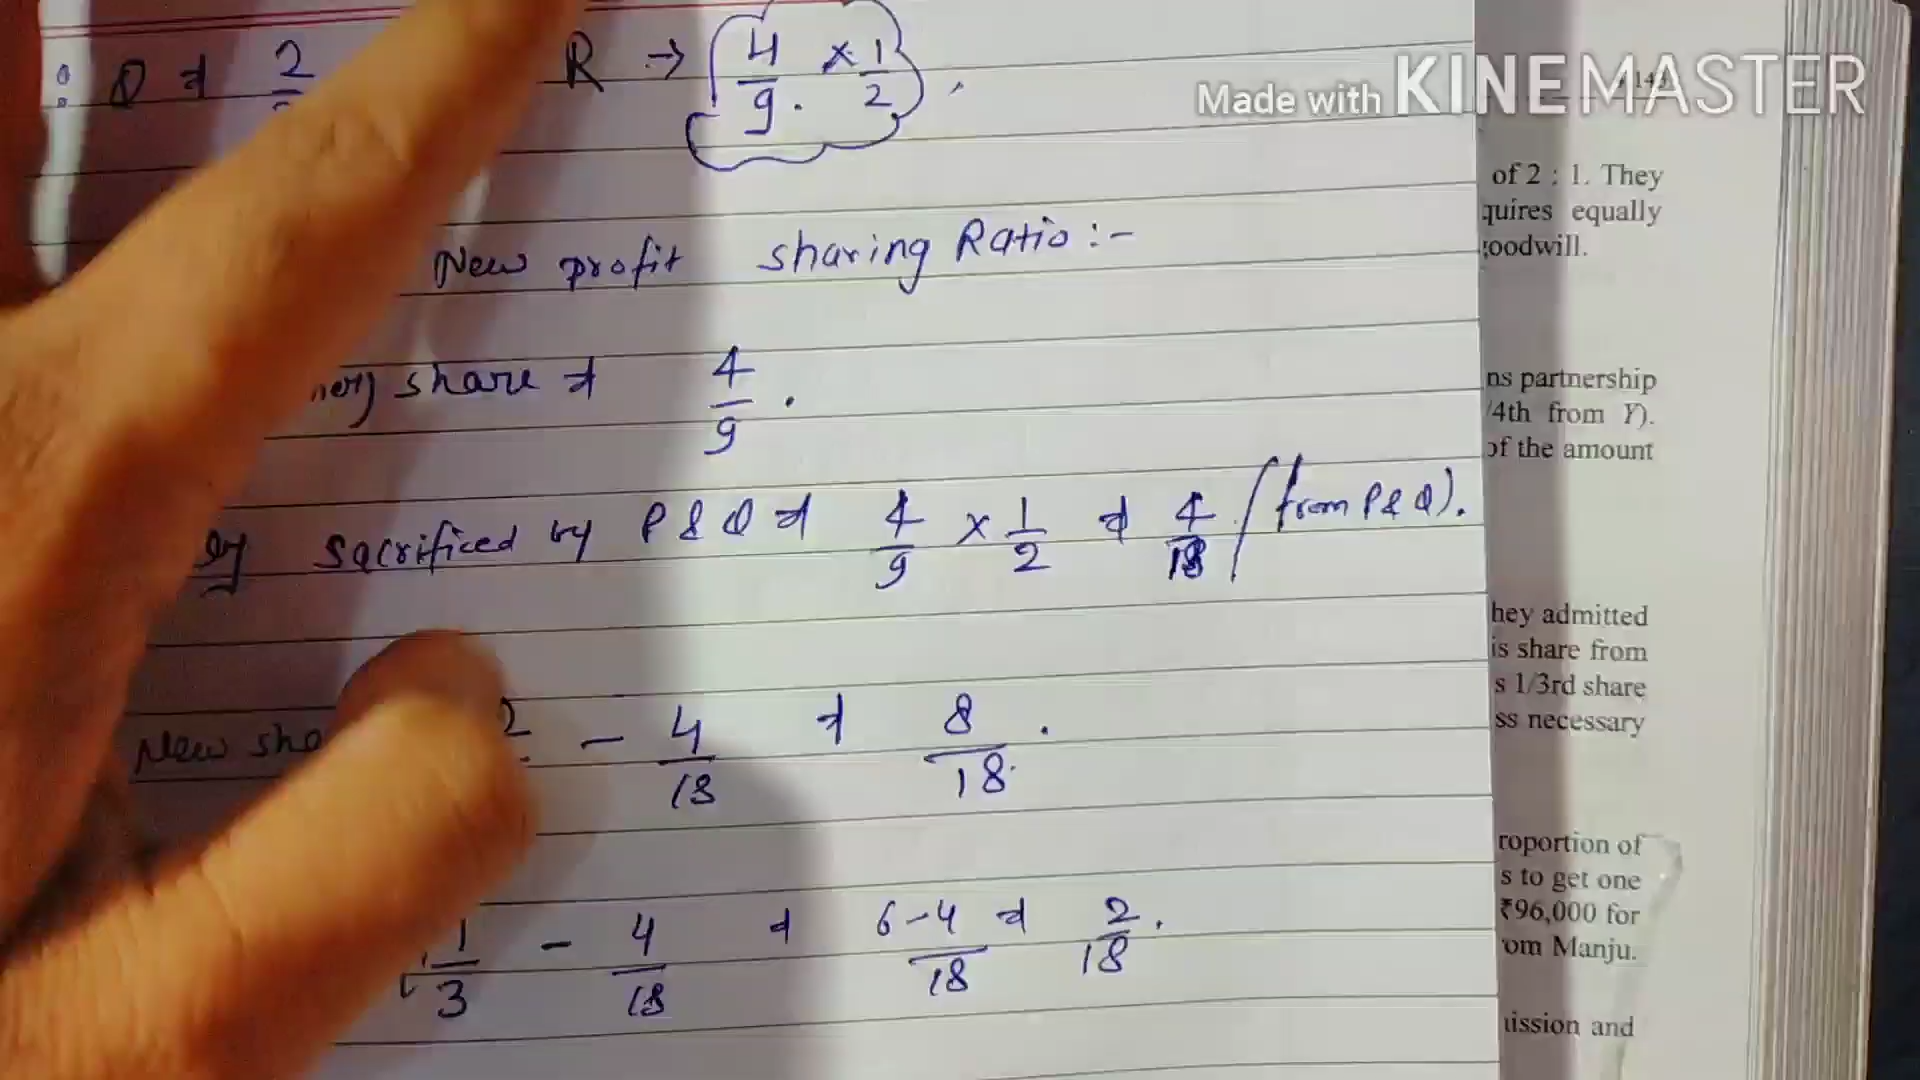 : Q ⇒ 2 R → 4/9 × 1/2
Made with KINEMASTER
New profit sharing Ratio :-
share ⇒ 4/9 .
sacrificed by P & Q ⇒ 4/9 × 1/2 ⇒ 4/18 (from P & Q).
New 2 - 4/18 ⇒ 8/18 .
1/3 - 4/18 ⇒ 6-4/18 ⇒ 2/18 .
of 2 : 1. They
quires equally
goodwill.
ns partnership
/4th from Y).
of the amount
hey admitted
is share from
s 1/3rd share
ss necessary
roportion of
s to get one
₹96,000 for
om Manju.
ission and